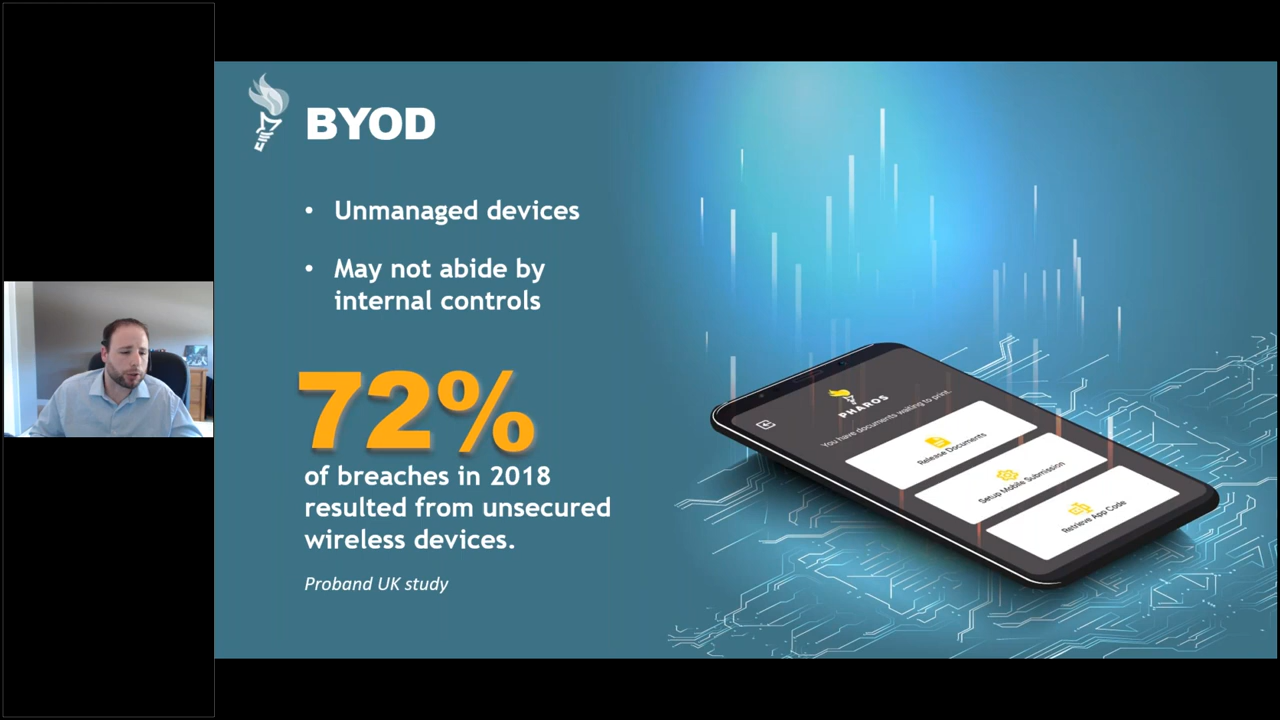 BYOD
• Unmanaged devices
• May not abide by
internal controls
72%
of breaches in 2018
resulted from unsecured
wireless devices.
Proband UK study
PHAROS
You have documents waiting to print.
Release Documents
Setup Mobile Submission
Retrieve App Code